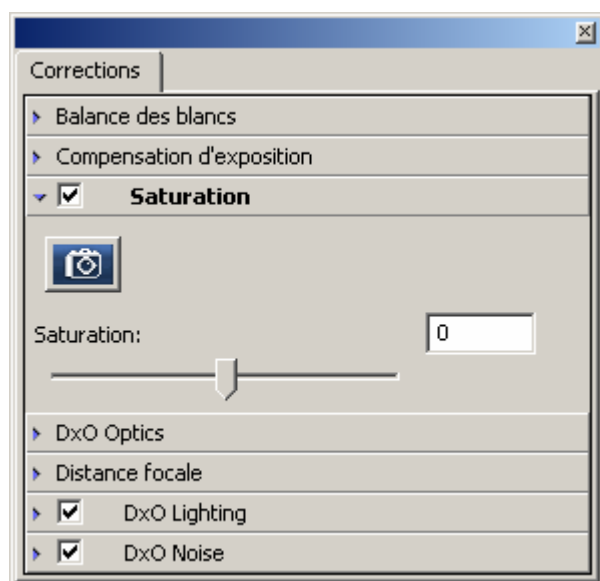 Corrections
Balance des blancs
Compensation d'exposition
Saturation
Saturation: 0
DxO Optics
Distance focale
DxO Lighting
DxO Noise